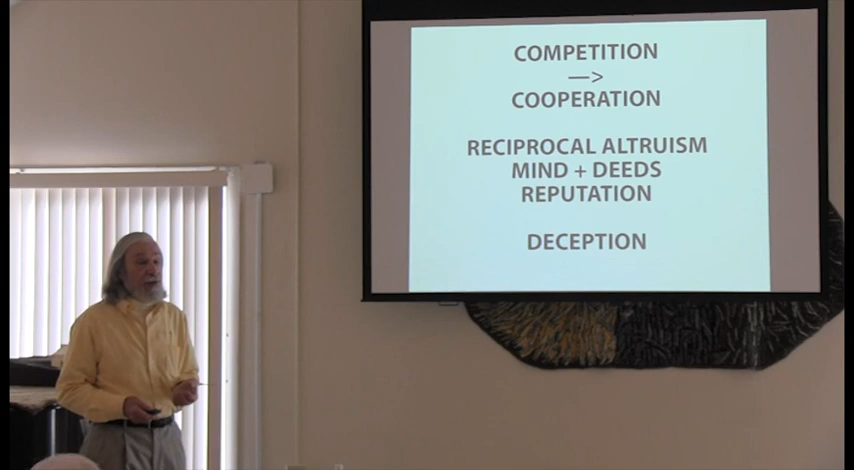 COMPETITION
—>
COOPERATION
RECIPROCAL ALTRUISM
MIND + DEEDS
REPUTATION
DECEPTION